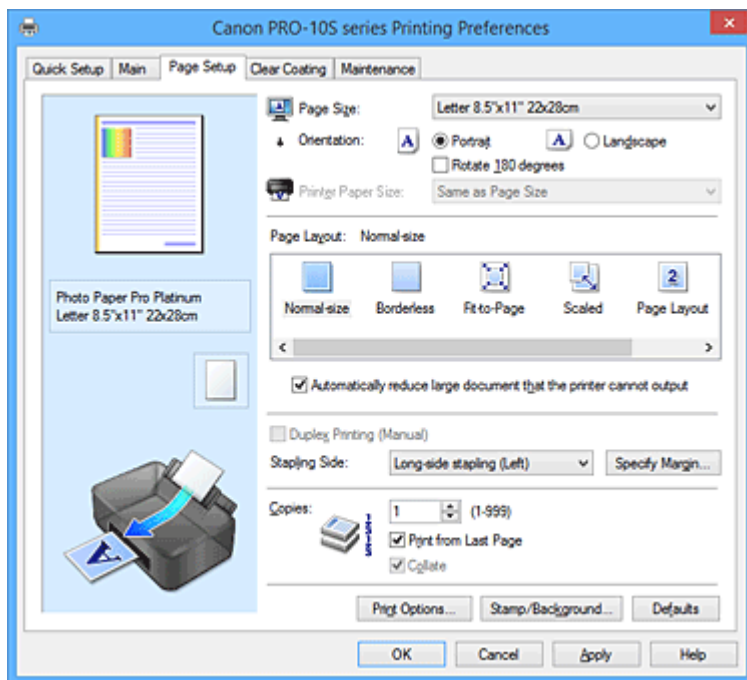 Canon PRO-10S series Printing Preferences
Quick Setup Main Page Setup Clear Coating Maintenance
Photo Paper Pro Platinum
Letter 8.5"x11" 22x28cm
Page Size: Letter 8.5"x11" 22x28cm
Orientation: A Portrait A Landscape
Rotate 180 degrees
Printer Paper Size: Same as Page Size
Page Layout: Normal-size
2
Normal-size Borderless Fit-to-Page Scaled Page Layout
Automatically reduce large document that the printer cannot output
Duplex Printing (Manual)
Stapling Side: Long-side stapling (Left) Specify Margin...
Copies: 1 (1-999)
Print from Last Page
Collate
A
Print Options... Stamp/Background... Defaults
OK Cancel Apply Help